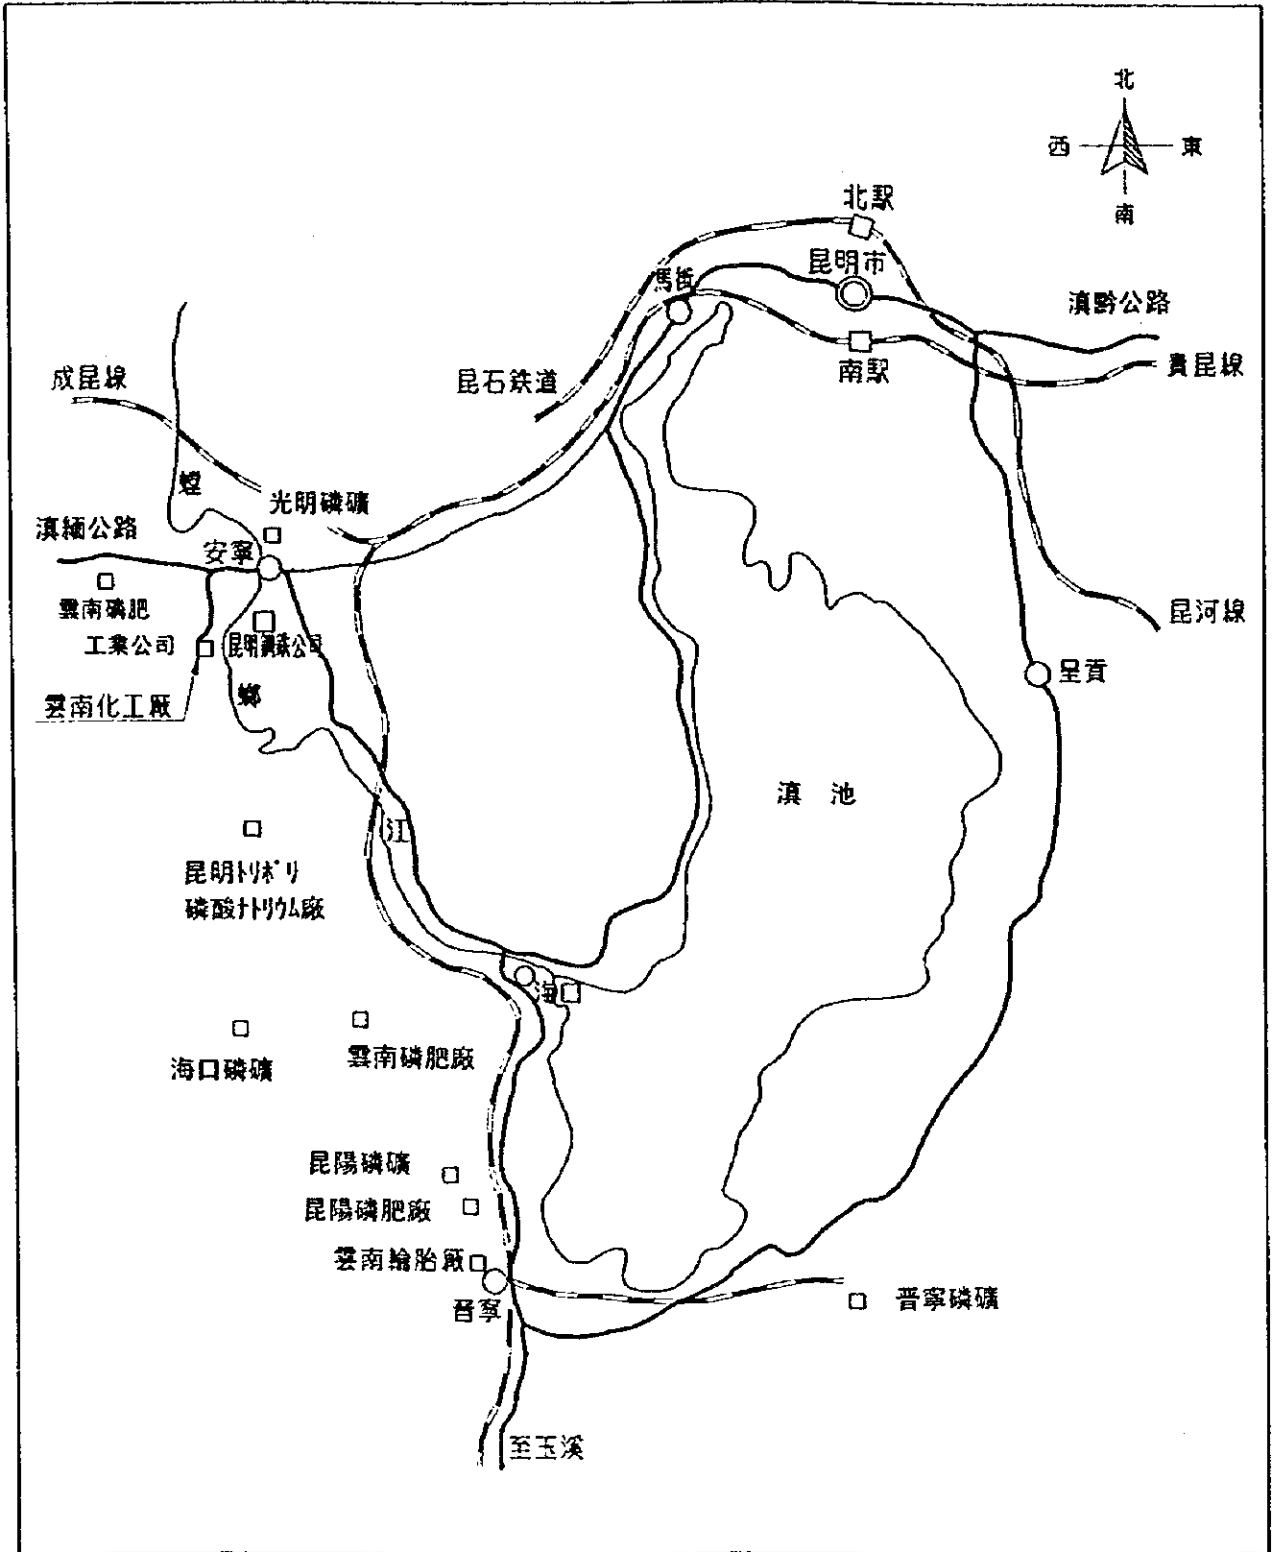 北
西 東
南
北駅
昆明市
馬街
滇黔公路
南駅
貴昆線
昆石鉄道
成昆線
螳
光明磷礦
滇緬公路
安寧
雲南磷肥
工業公司
昆明鋼鉄公司
雲南化工厰
螂
昆河線
呈貢
滇 池
江
昆明トリポリ
磷酸ナトリウム廠
海口
海口磷礦
雲南磷肥廠
昆陽磷礦
昆陽磷肥廠
雲南輪胎厰
晋寧
晋寧磷礦
至玉溪